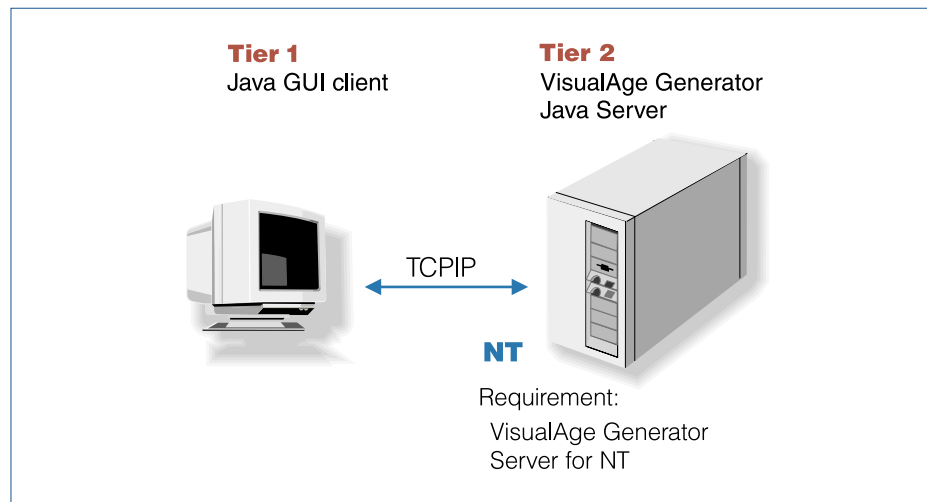 Tier 1
Java GUI client
Tier 2
VisualAge Generator
Java Server
TCPIP
NT
Requirement:
VisualAge Generator
Server for NT